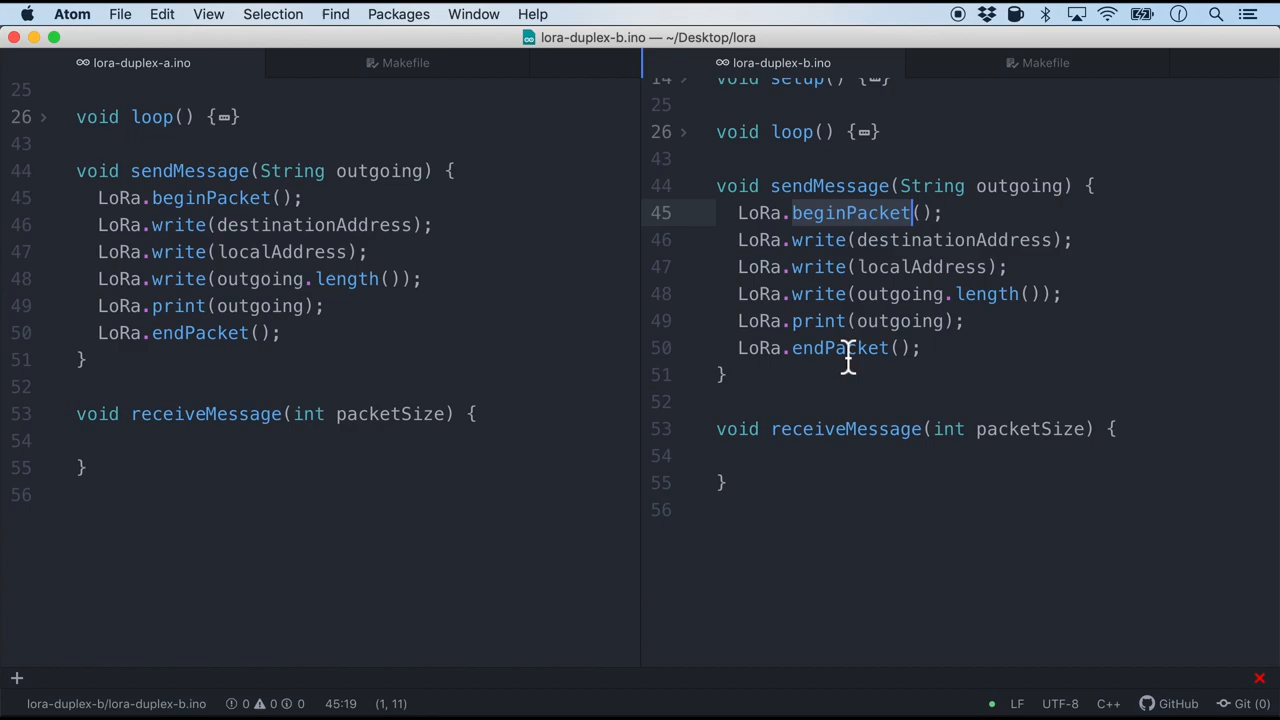 Atom File Edit View Selection Find Packages Window Help
lora-duplex-b.ino — ~/Desktop/lora
lora-duplex-a.ino Makefile
25
26 void loop() {
43
44 void sendMessage(String outgoing) {
45 LoRa.beginPacket();
46 LoRa.write(destinationAddress);
47 LoRa.write(localAddress);
48 LoRa.write(outgoing.length());
49 LoRa.print(outgoing);
50 LoRa.endPacket();
51 }
52
53 void receiveMessage(int packetSize) {
54
55 }
56
lora-duplex-b.ino Makefile
14 void setup() {
25
26 void loop() {
43
44 void sendMessage(String outgoing) {
45 LoRa.beginPacket();
46 LoRa.write(destinationAddress);
47 LoRa.write(localAddress);
48 LoRa.write(outgoing.length());
49 LoRa.print(outgoing);
50 LoRa.endPacket();
51 }
52
53 void receiveMessage(int packetSize) {
54
55 }
56
lora-duplex-b/lora-duplex-b.ino 0 0 0 45:19 (1, 11) LF UTF-8 C++ GitHub Git (0)